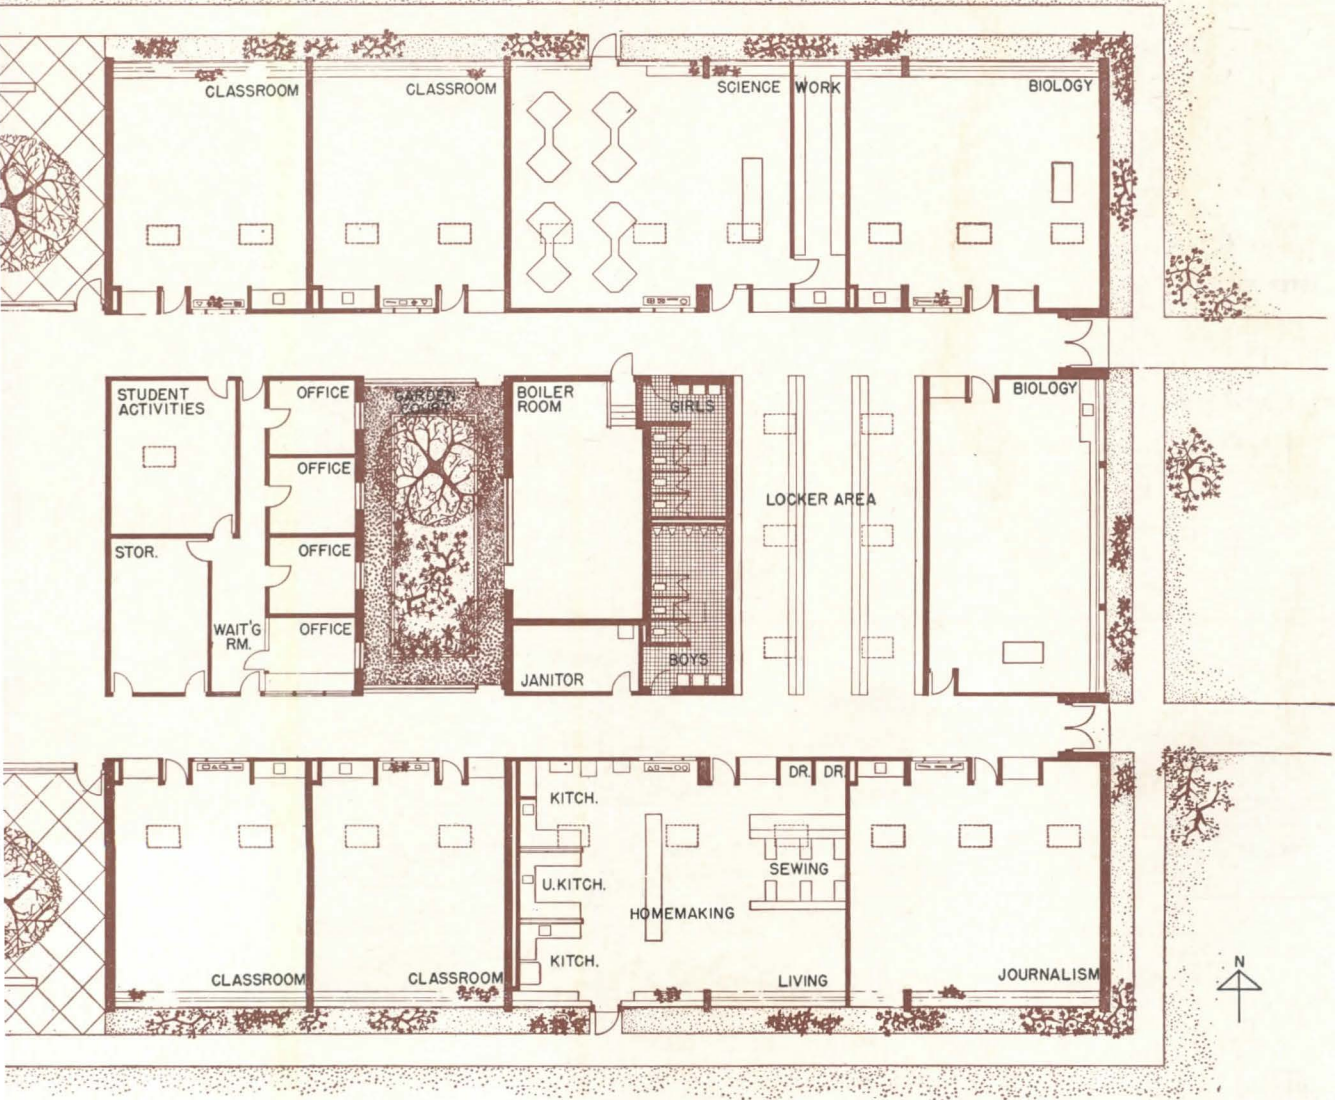 CLASSROOM
CLASSROOM
SCIENCE
WORK
BIOLOGY
STUDENT
ACTIVITIES
OFFICE
GARDEN
COURT
BOILER
ROOM
GIRLS
BIOLOGY
OFFICE
LOCKER AREA
STOR.
OFFICE
WAIT'G
RM.
OFFICE
JANITOR
BOYS
KITCH.
DR.
DR.
U.KITCH.
SEWING
HOMEMAKING
KITCH.
CLASSROOM
CLASSROOM
LIVING
JOURNALISM
N